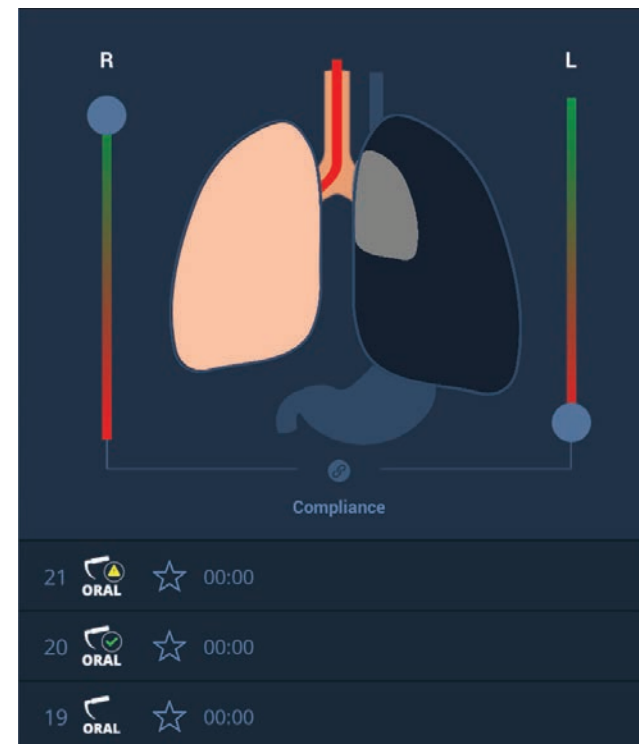 R L
Compliance
21 ORAL 00:00
20 ORAL 00:00
19 ORAL 00:00